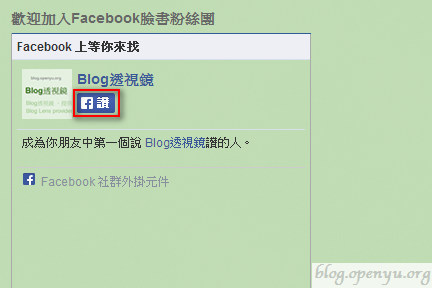 歡迎加入Facebook臉書粉絲團
Facebook 上等你來找
blog.openyu.org
Blog透視鏡
Blog透視鏡
Blog Lens provide
讚
成為你朋友中第一個說 Blog透視鏡讚的人。
Facebook 社群外掛元件
blog.openyu.org